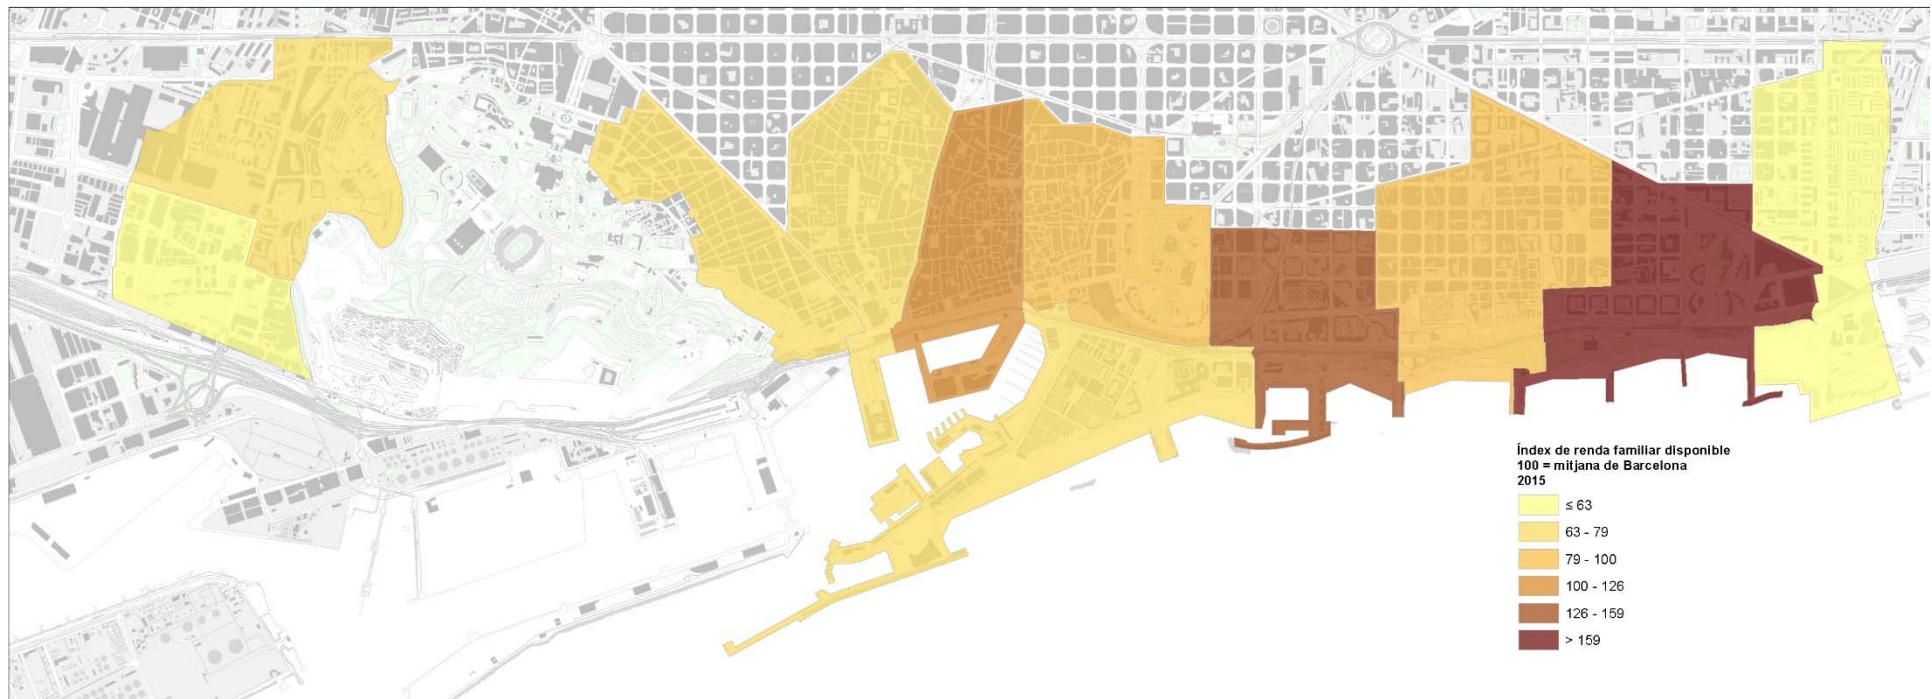 Índex de renda familiar disponible
100 = mitjana de Barcelona
2015
≤ 63
63 - 79
79 - 100
100 - 126
126 - 159
> 159